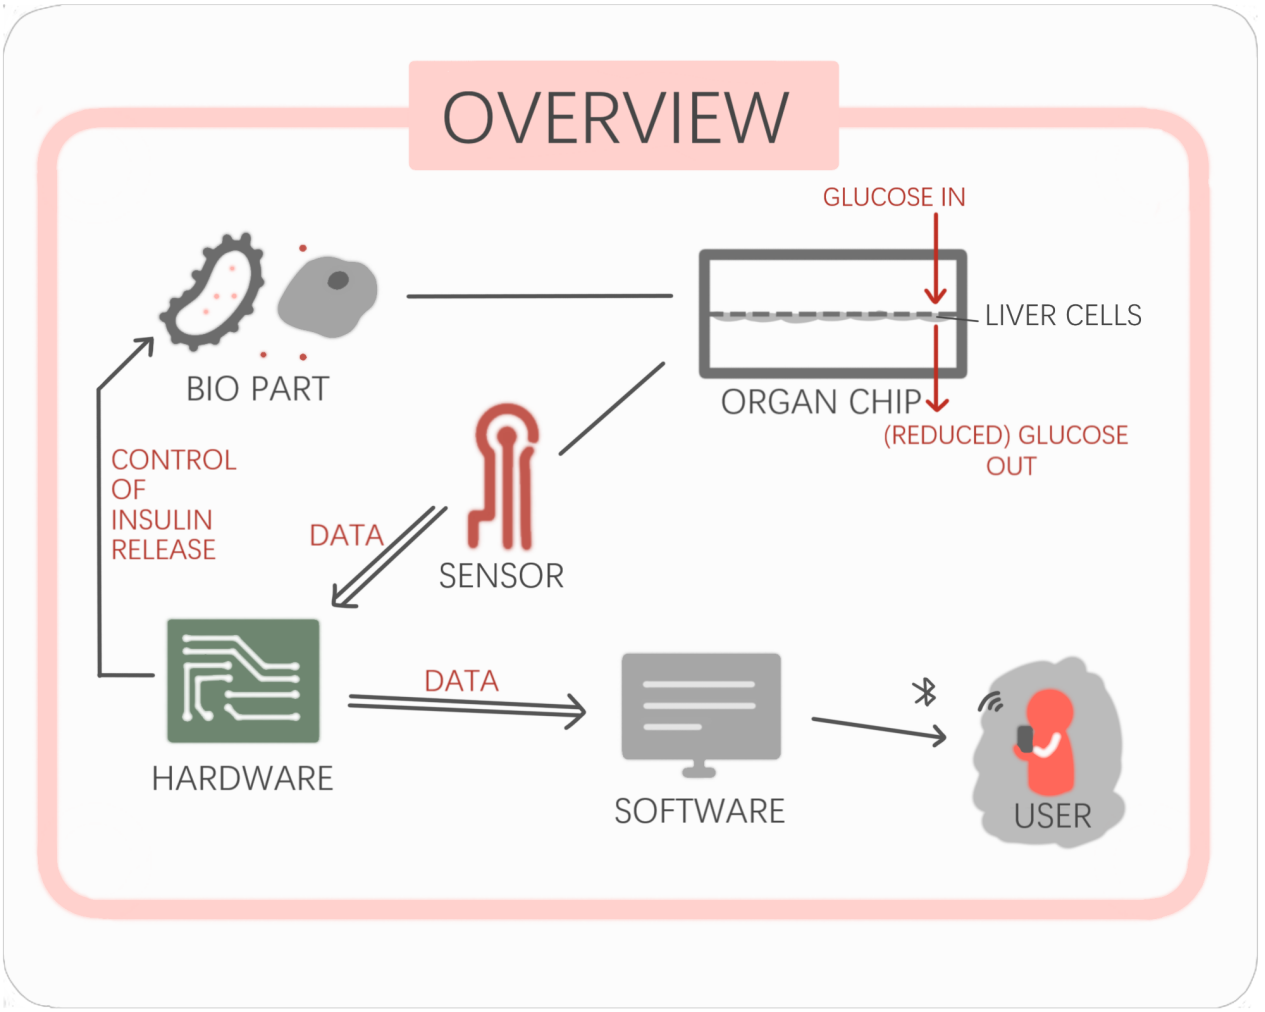 OVERVIEW
GLUCOSE IN
LIVER CELLS
BIO PART
ORGAN CHIP
(REDUCED) GLUCOSE
OUT
CONTROL
OF
INSULIN
RELEASE
DATA
SENSOR
DATA
HARDWARE
SOFTWARE
USER